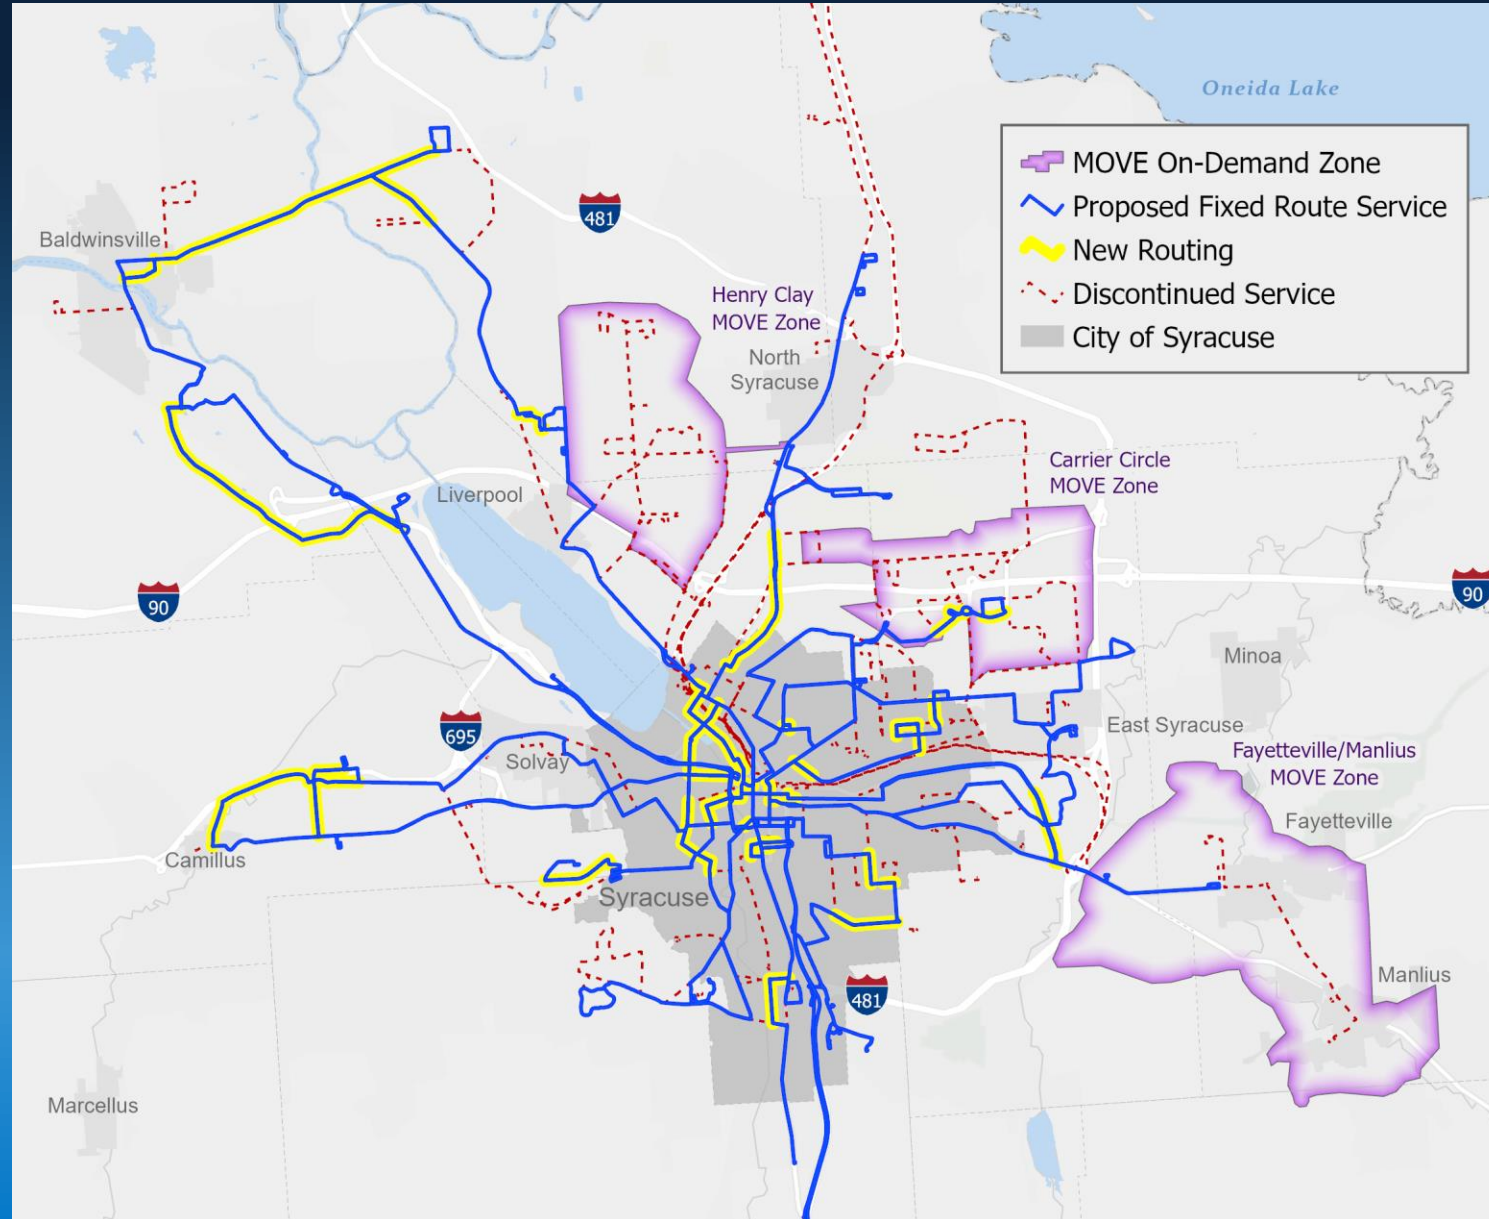 Oneida Lake
MOVE On-Demand Zone
Proposed Fixed Route Service
New Routing
Discontinued Service
City of Syracuse
481
Baldwinsville
Henry Clay
MOVE Zone
North
Syracuse
Carrier Circle
MOVE Zone
Liverpool
90
90
Minoa
695
Solvay
East Syracuse
Fayetteville/Manlius
MOVE Zone
Fayetteville
Camillus
Syracuse
Manlius
481
Marcellus